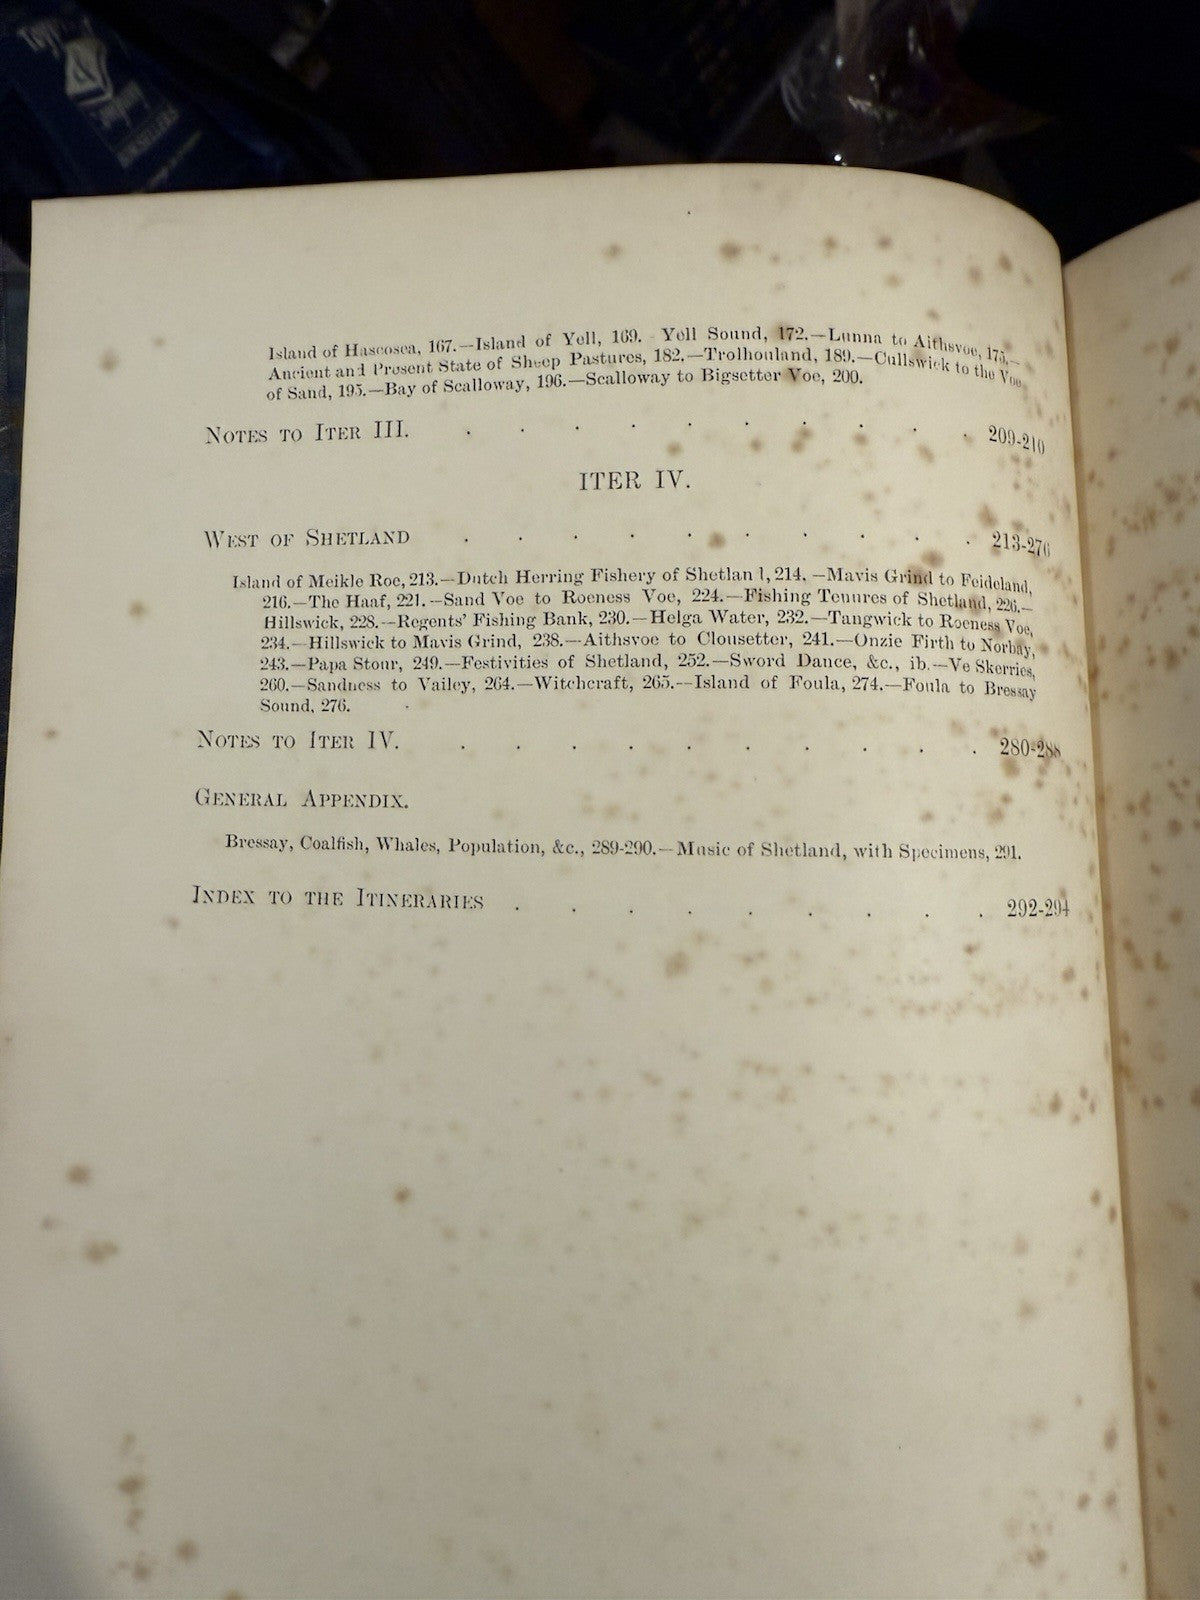 Island of Hascosea, 167.—Island of Yell, 169. Yell Sound, 172.—Lunna to Aithsvoe, 175.—
Ancient and Present State of Sheep Pastures, 182.—Trolhouland, 189.—Cullswick to the Voe
of Sand, 195.—Bay of Scalloway, 196.—Scalloway to Bigsetter Voe, 200.
NOTES TO ITER III. . . . . . . . . . . 209-210
ITER IV.
WEST OF SHETLAND . . . . . . . . . . 213-276
Island of Meikle Roe, 213.—Dutch Herring Fishery of Shetlan l, 214. —Mavis Grind to Feideland,
216.—The Haaf, 221.—Sand Voe to Roeness Voe, 224.—Fishing Tenures of Shetland, 226.—
Hillswick, 228.—Regents' Fishing Bank, 230.—Helga Water, 232.—Tangwick to Roeness Voe,
234.—Hillswick to Mavis Grind, 238.—Aithsvoe to Clousetter, 241.—Onzie Firth to Norbay,
243.—Papa Stour, 249.—Festivities of Shetland, 252.—Sword Dance, &c., ib.—Ve Skerries,
260.—Sandness to Vailey, 264.—Witchcraft, 265.—Island of Foula, 274.—Foula to Bressay
Sound, 276.
NOTES TO ITER IV. . . . . . . . . . . 280-288
GENERAL APPENDIX.
Bressay, Coalfish, Whales, Population, &c., 289-290.—Music of Shetland, with Specimens, 291.
INDEX TO THE ITINERARIES . . . . . . . . . 292-294